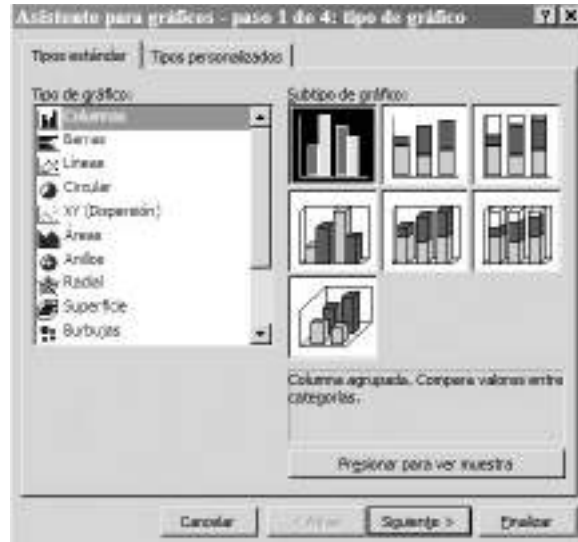 Asistente para gráficos - paso 1 de 4: tipo de gráfico
Tipos estándar
Tipos personalizados
Tipo de gráfico:
Columnas
Barras
Líneas
Circular
XY (Dispersión)
Áreas
Anillos
Radial
Superficie
Burbujas
Subtipo de gráfico:
Columna agrupada. Compara valores entre
categorías.
Presionar para ver muestra
Cancelar
< Atrás
Siguiente >
Finalizar